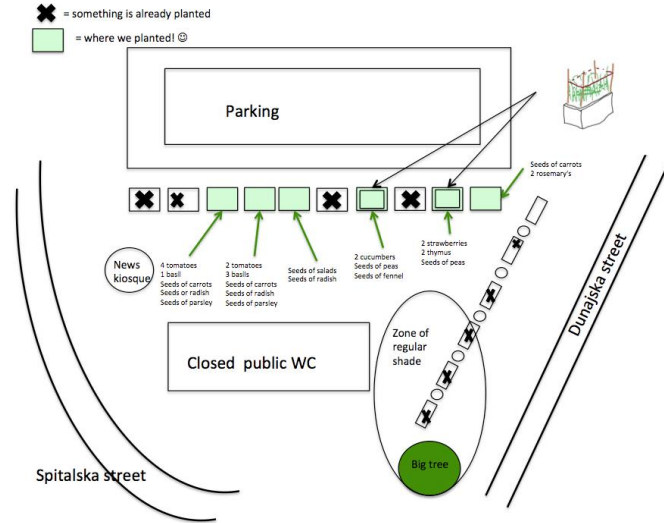 = something is already planted
= where we planted! ☺
Parking
Seeds of carrots
2 rosemary's
News
kiosque
4 tomatoes
1 basil
Seeds of carrots
Seeds or radish
Seeds of parsley
2 tomatoes
3 basils
Seeds of carrots
Seeds of radish
Seeds of parsley
Seeds of salads
Seeds of radish
2 cucumbers
Seeds of peas
Seeds of fennel
2 strawberries
2 thymus
Seeds of peas
Zone of
regular
shade
Closed public WC
Dunajska street
Big tree
Spitalska street